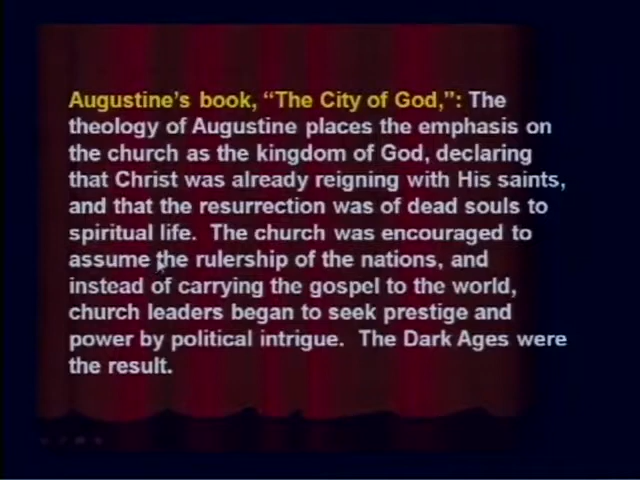 Augustine's book, "The City of God,": The
theology of Augustine places the emphasis on
the church as the kingdom of God, declaring
that Christ was already reigning with His saints,
and that the resurrection was of dead souls to
spiritual life. The church was encouraged to
assume the rulership of the nations, and
instead of carrying the gospel to the world,
church leaders began to seek prestige and
power by political intrigue. The Dark Ages were
the result.